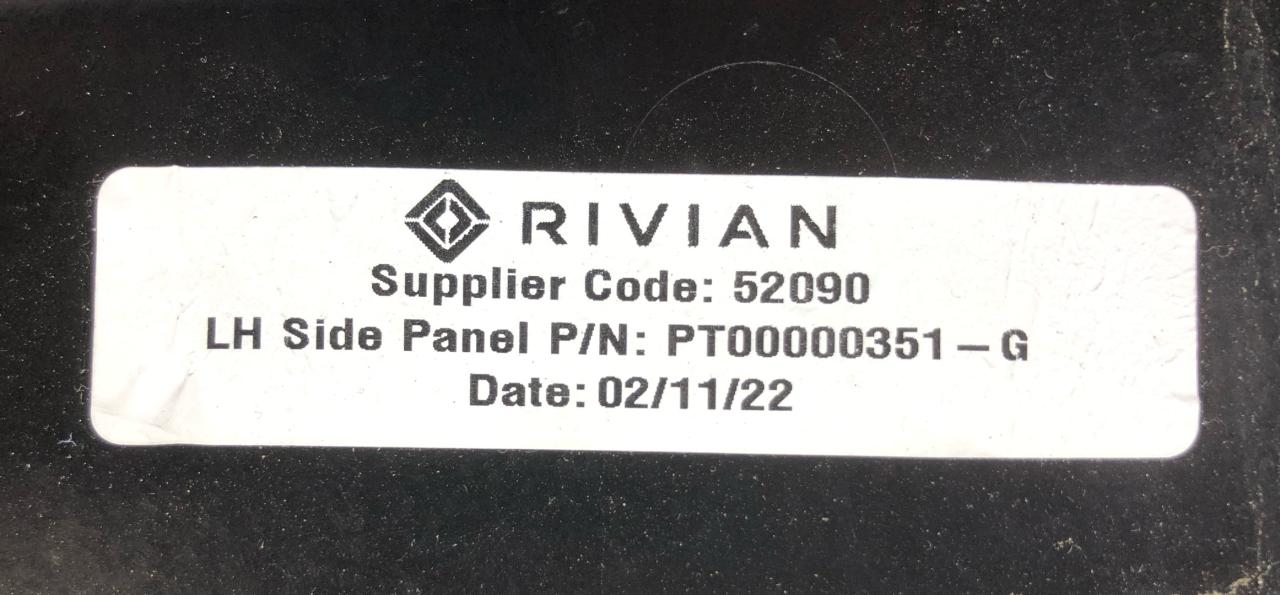 RIVIAN
Supplier Code: 52090
LH Side Panel P/N: PT00000351 – G
Date: 02/11/22